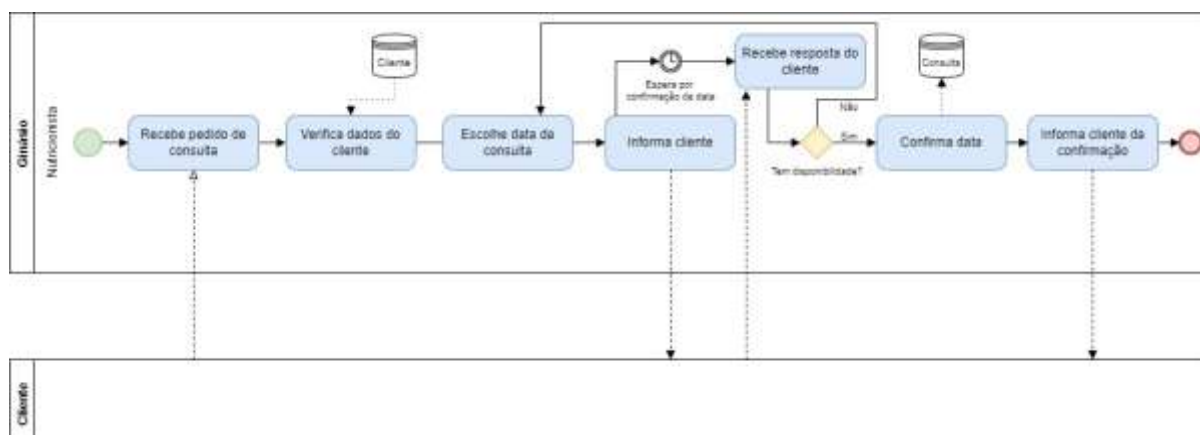 Ginásio
Nutricionista
Recebe pedido de
consulta
Verifica dados do
cliente
Cliente
Escolhe data da
consulta
Informa cliente
Espera por
confirmação da data
Recebe resposta do
cliente
Não
Sim
Tem disponibilidade?
Confirma data
Consulta
Informa cliente da
confirmação
Cliente